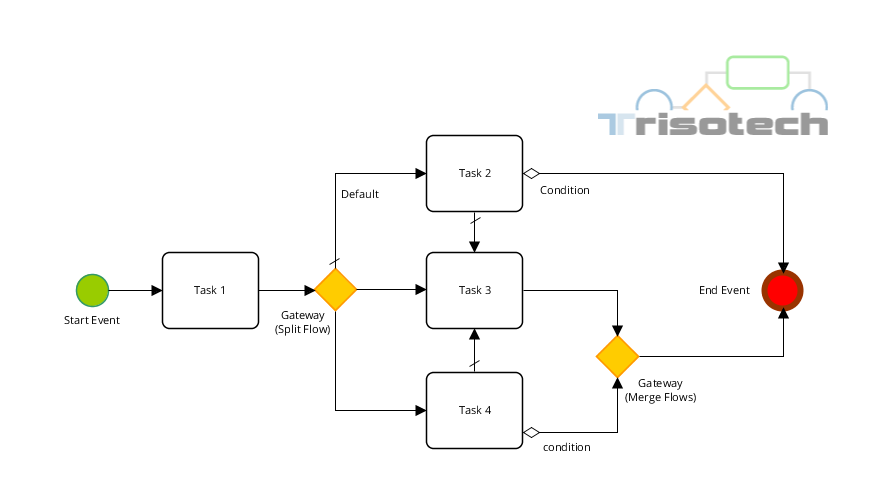 Trisotech
Task 2
Condition
Default
Task 1
Task 3
End Event
Start Event
Gateway
(Split Flow)
Gateway
(Merge Flows)
Task 4
condition